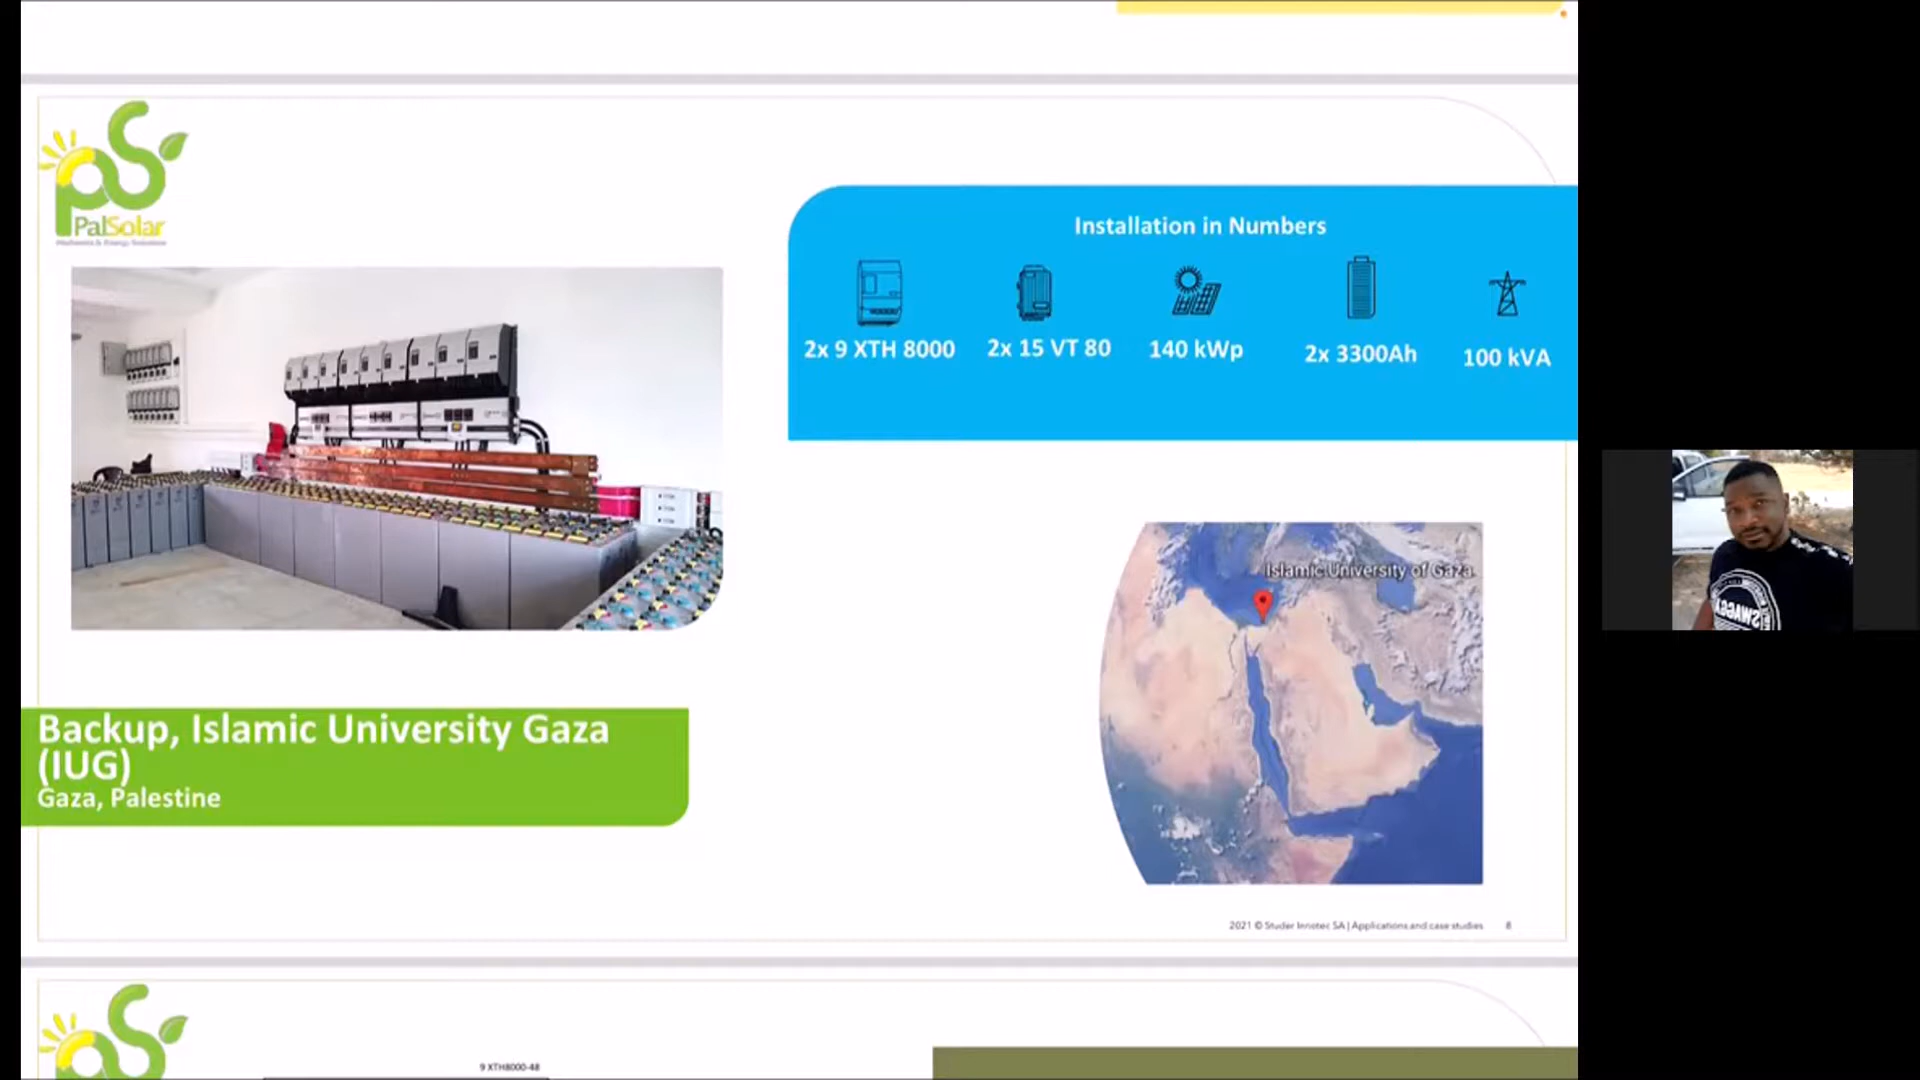 PalSolar
Installation in Numbers
2x 9 XTH 8000
2x 15 VT 80
140 kWp
2x 3300Ah
100 kVA
Islamic University of Gaza
Backup, Islamic University Gaza
(IUG)
Gaza, Palestine
2021 © Studer Innotec SA | Applications and case studies 8
9 XTH8000-48